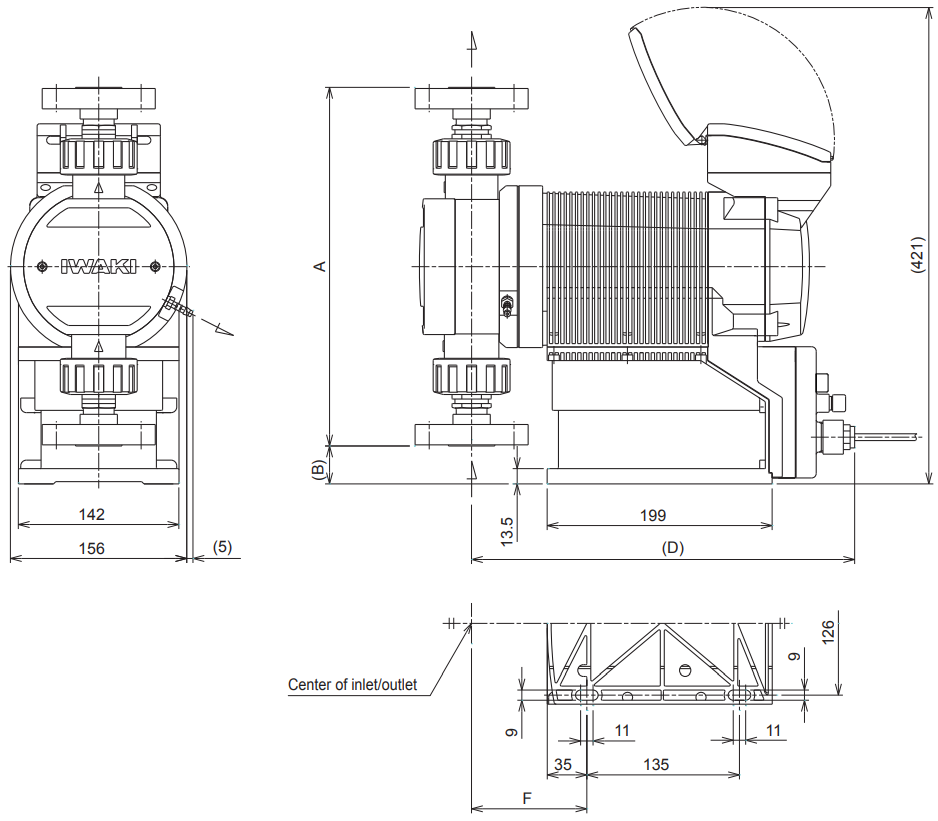 IWAKI
A
(B)
(421)
142
156
(5)
13.5
199
(D)
Center of inlet/outlet
126
9
9
11
11
35
135
F